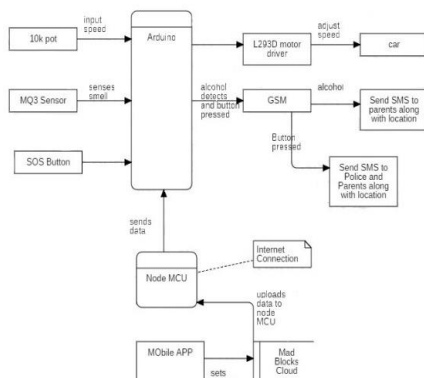 input
speed
10k pot
Arduino
L293D motor
driver
adjust
speed
car
MQ3 Sensor
senses
smell
alcohol
detects
and button
pressed
GSM
alcohol
Send SMS to
parents along
with location
SOS Button
Button
pressed
Send SMS to
Police and
Parents along
with location
sends
data
Node MCU
Internet
Connection
uploads
data to
node
MCU
MObile APP
sets
Mad
Blocks
Cloud